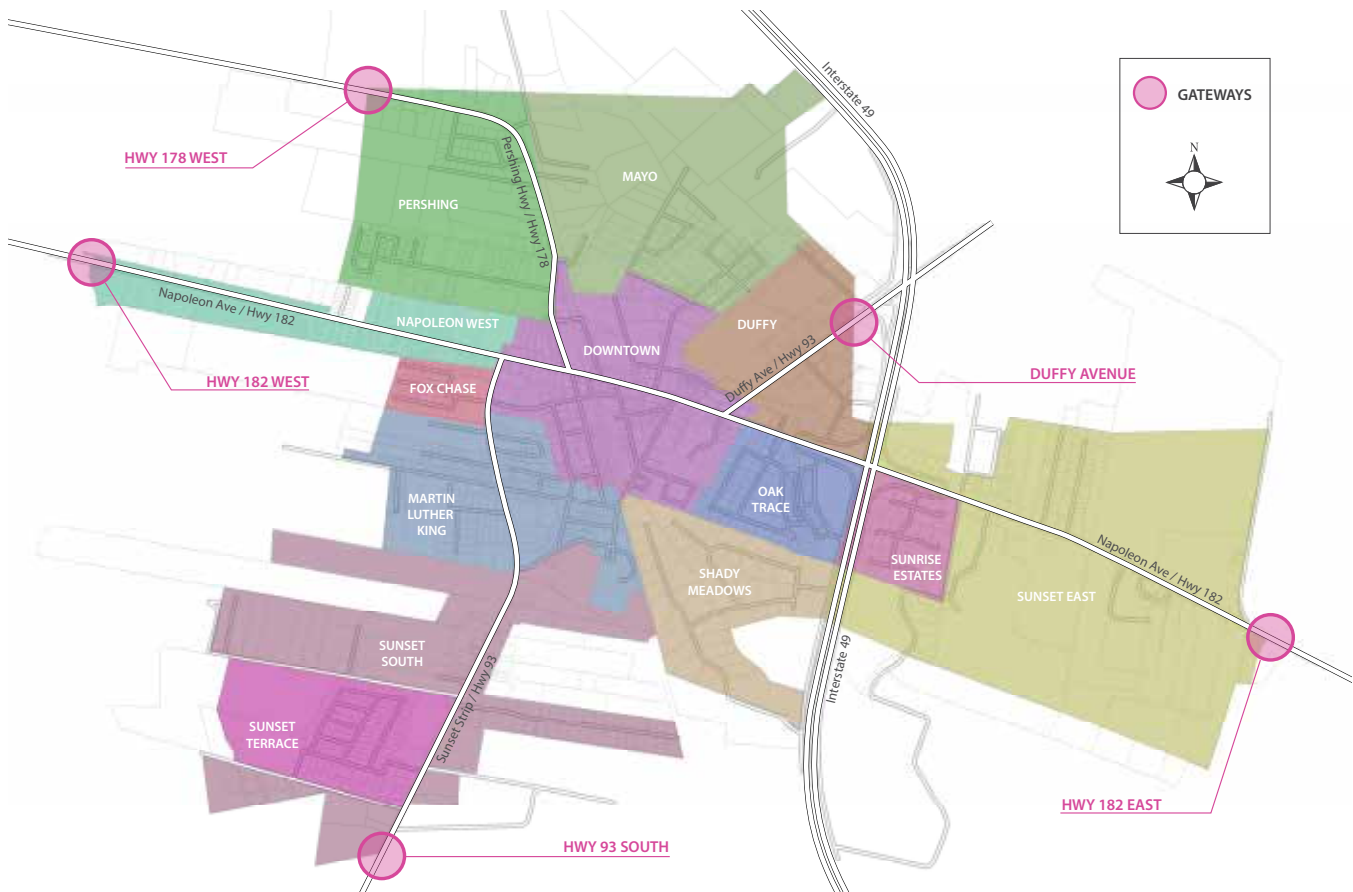 Interstate 49
GATEWAYS
N
HWY 178 WEST
Pershing Hwy / Hwy 178
MAYO
PERSHING
Napoleon Ave / Hwy 182
NAPOLEON WEST
DUFFY
DOWNTOWN
Duffy Ave / Hwy 93
DUFFY AVENUE
HWY 182 WEST
FOX CHASE
MARTIN
LUTHER
KING
OAK
TRACE
SUNRISE
ESTATES
Napoleon Ave / Hwy 182
SHADY
MEADOWS
SUNSET EAST
SUNSET
SOUTH
Interstate 49
Sunset Strip / Hwy 93
SUNSET
TERRACE
HWY 182 EAST
HWY 93 SOUTH